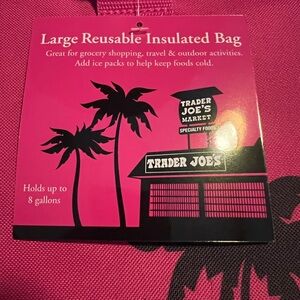 Large Reusable Insulated Bag
Great for grocery shopping, travel & outdoor activities.
Add ice packs to help keep foods cold.
TRADER
JOE'S
MARKET
SPECIALTY FOODS
TRADER JOE'S
Holds up to
8 gallons